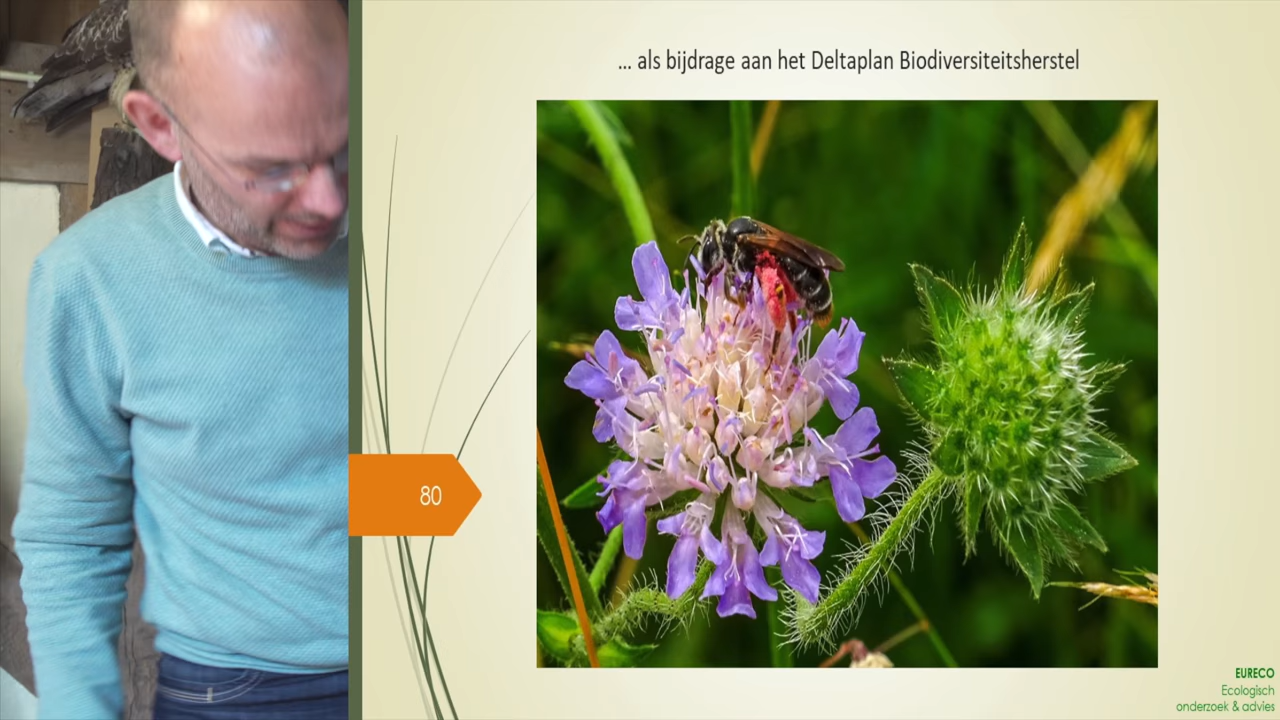 ... als bijdrage aan het Deltaplan Biodiversiteitsherstel
80
EURECO
Ecologisch
onderzoek & advies